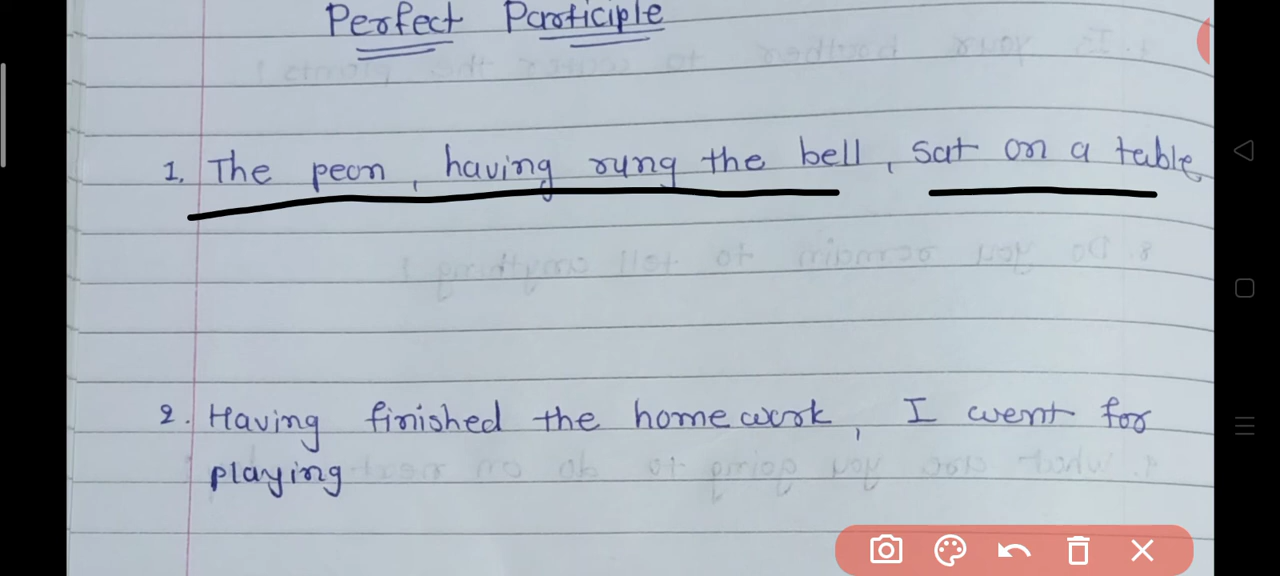 Perfect Participle
1. The peon, having rung the bell, sat on a table
2. Having finished the homework, I went for
playing